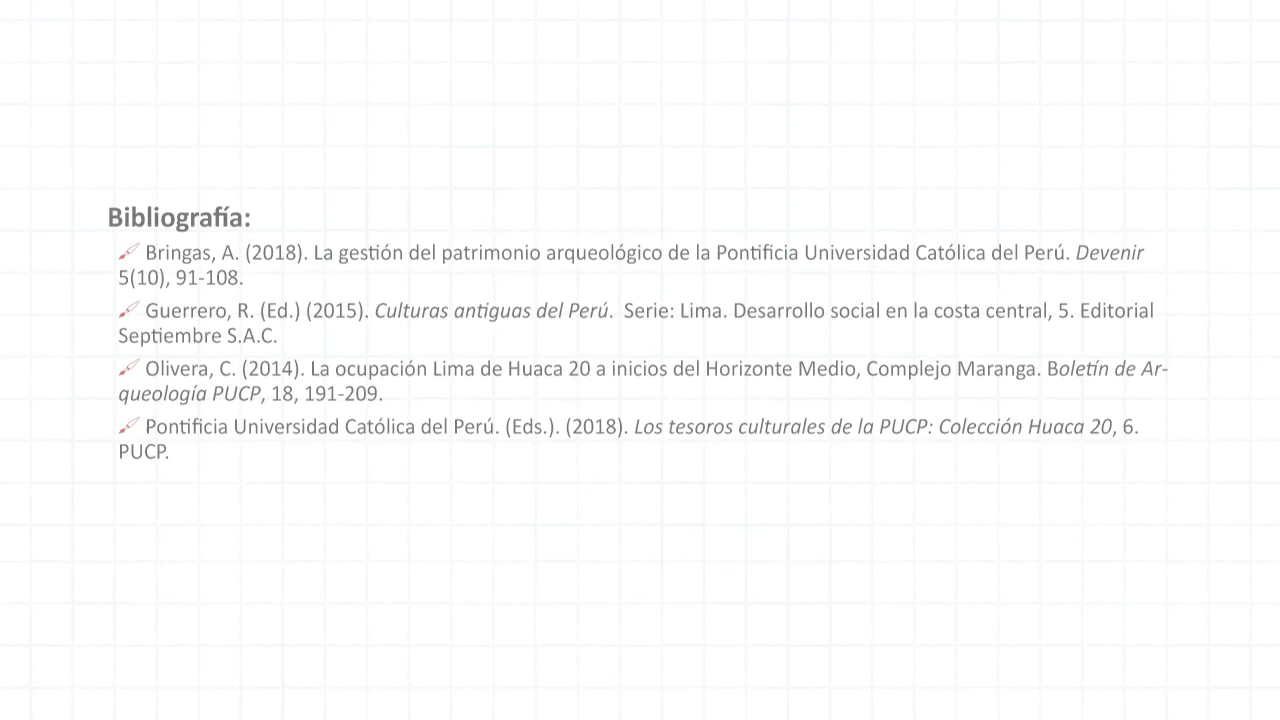 Bibliografía:
Bringas, A. (2018). La gestión del patrimonio arqueológico de la Pontificia Universidad Católica del Perú. Devenir
5(10), 91-108.
Guerrero, R. (Ed.) (2015). Culturas antiguas del Perú.  Serie: Lima. Desarrollo social en la costa central, 5. Editorial
Septiembre S.A.C.
Olivera, C. (2014). La ocupación Lima de Huaca 20 a inicios del Horizonte Medio, Complejo Maranga. Boletín de Ar-
queología PUCP, 18, 191-209.
Pontificia Universidad Católica del Perú. (Eds.). (2018). Los tesoros culturales de la PUCP: Colección Huaca 20, 6.
PUCP.